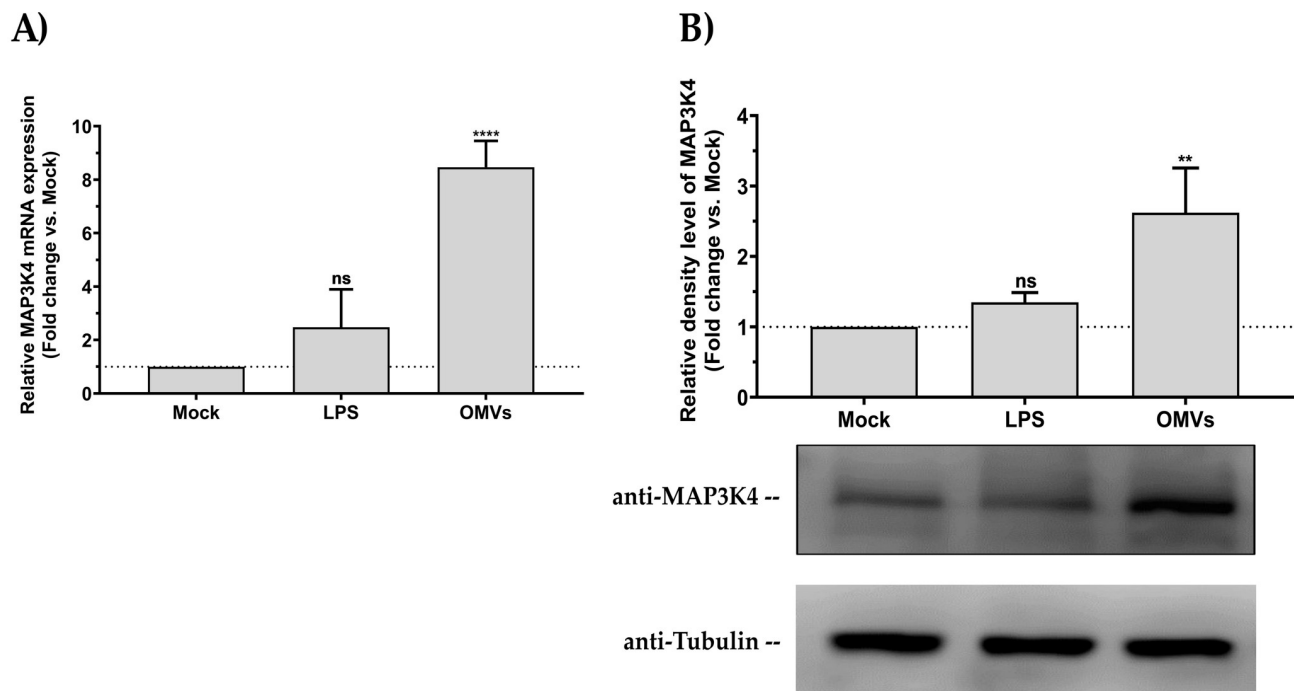 A)
Relative MAP3K4 mRNA expression
(Fold change vs. Mock)
10
8
6
4
2
0
ns
****
Mock LPS OMVs
B)
Relative density level of MAP3K4
(Fold change vs. Mock)
4
3
2
1
0
ns
**
Mock LPS OMVs
anti-MAP3K4 --
anti-Tubulin --